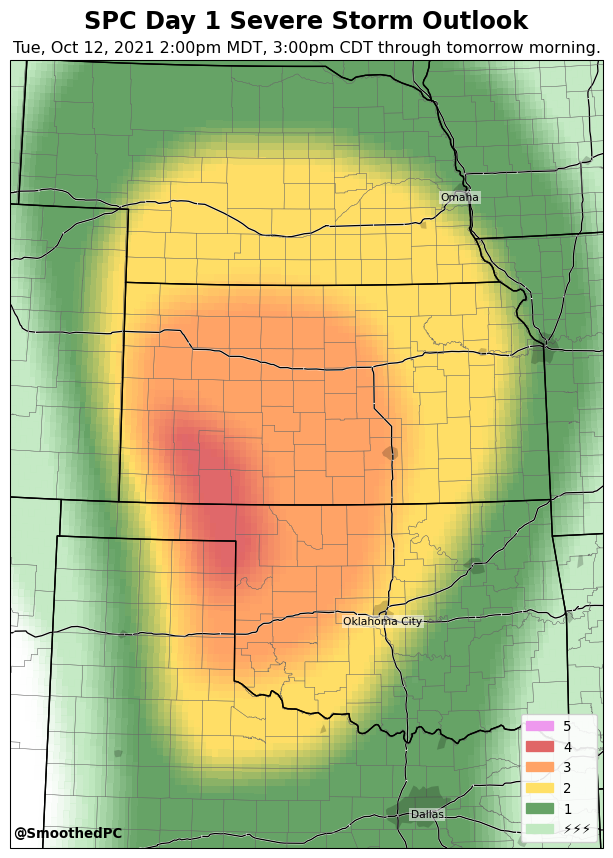 SPC Day 1 Severe Storm Outlook
Tue, Oct 12, 2021 2:00pm MDT, 3:00pm CDT through tomorrow morning.
Omaha
Oklahoma City
5
4
3
2
1
⚡⚡⚡
Dallas
@SmoothedPC